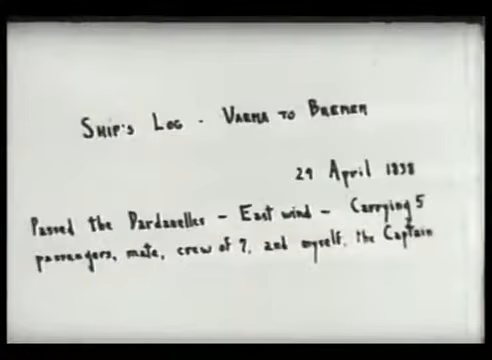 Ship's Log - Varna to Bremen
29 April 1838
Passed the Dardanelles - East wind - Carrying 5
passengers, mate, crew of 7, and myself, the Captain